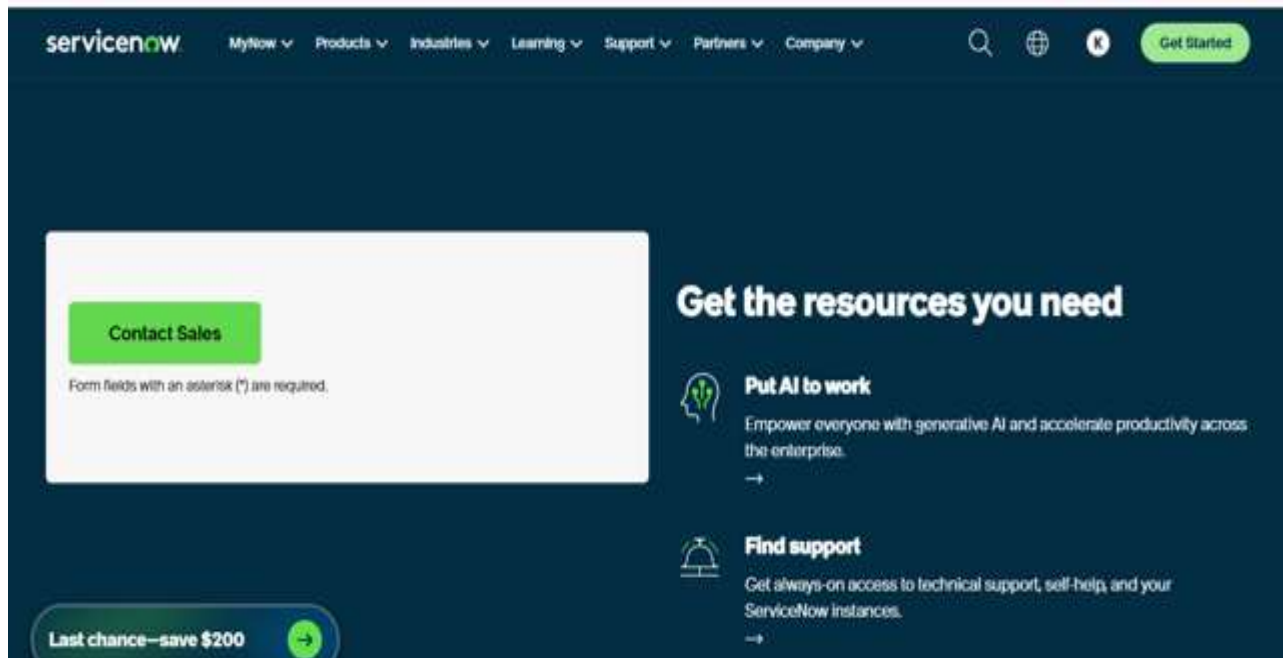 servicenow MyNow Products Industries Learning Support Partners Company K Get Started
Contact Sales
Form fields with an asterisk (*) are required.
Get the resources you need
Put AI to work
Empower everyone with generative AI and accelerate productivity across
the enterprise.
→
Find support
Get always-on access to technical support, self-help, and your
ServiceNow instances.
→
Last chance—save $200 →